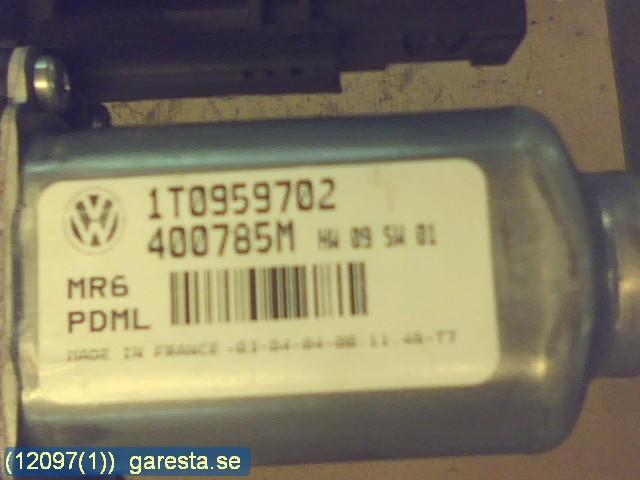 1T0959702
400785M HW 09 SW 01
MR6
PDML
MADE IN FRANCE
(12097(1)) garesta.se